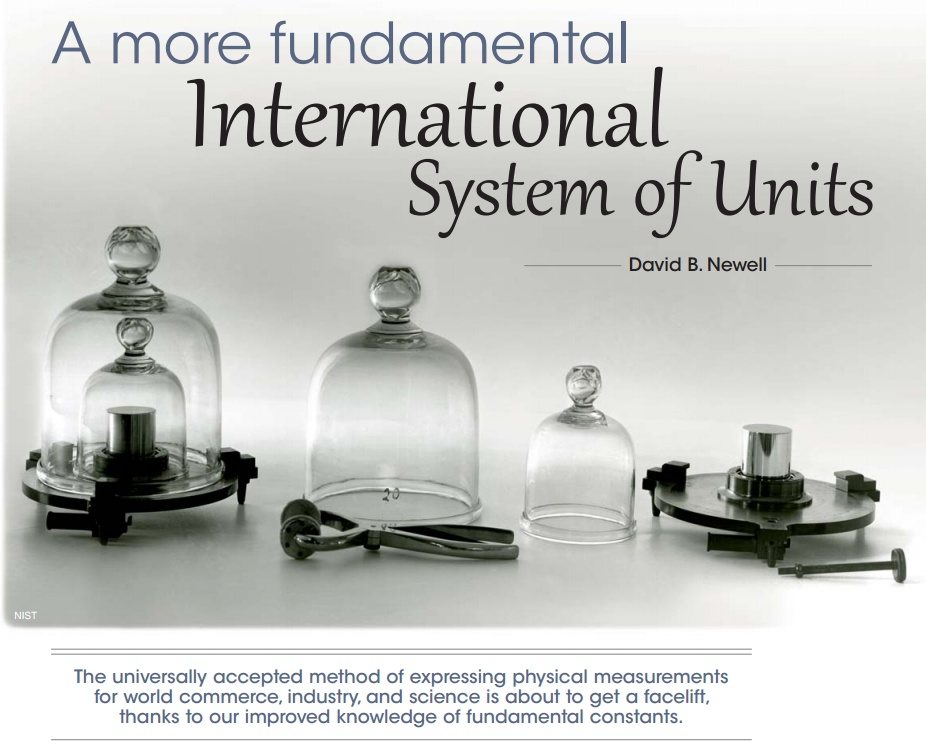 A more fundamental
International
System of Units
David B. Newell
20
NIST
The universally accepted method of expressing physical measurements
for world commerce, industry, and science is about to get a facelift,
thanks to our improved knowledge of fundamental constants.